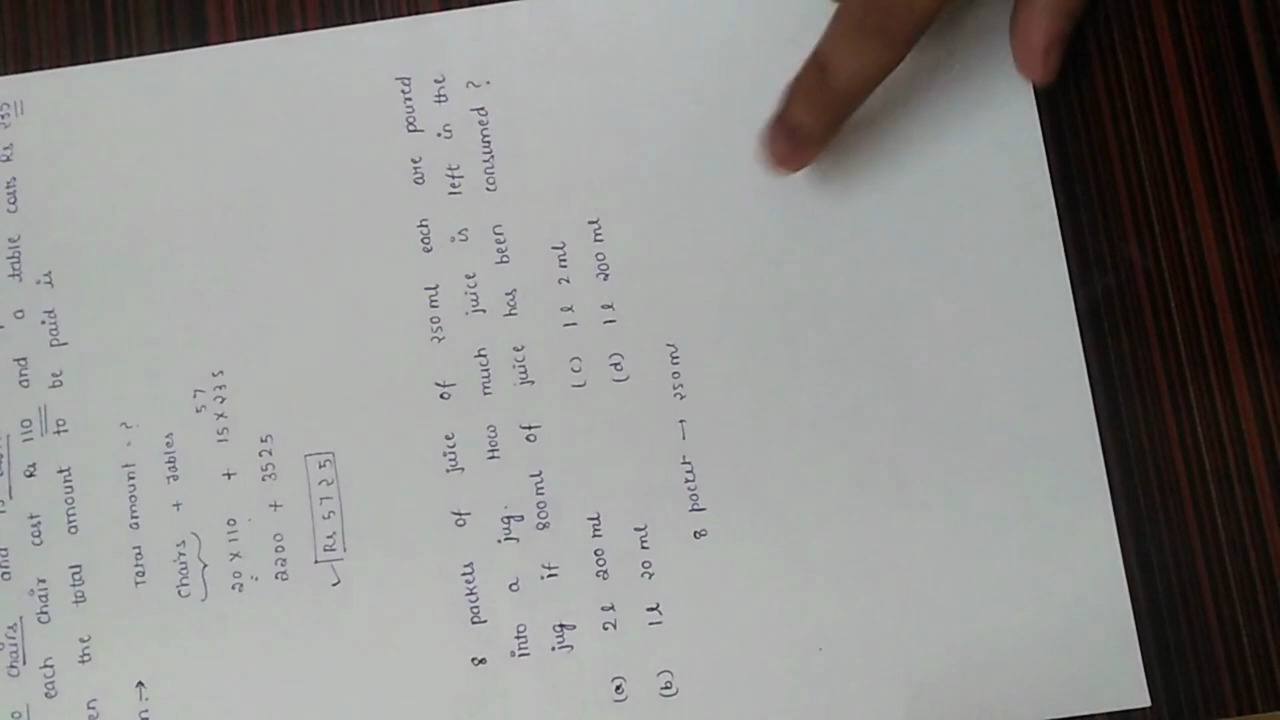 chairs and
each chair cost Rs 110 and a table costs Rs 235
the total amount to be paid is
Total amount = ?
Chairs + tables
20 x 110 + 15 x 235
57
2200 + 3525
Rs 5725
8 packets of juice of 250 ml each are poured
into a jug. How much juice is left in the
jug if 800 ml of juice has been consumed ?
(a) 2 l 200 ml (c) 1 l 2 ml
(b) 1 l 20 ml (d) 1 l 200 ml
8 packet → 250 ml